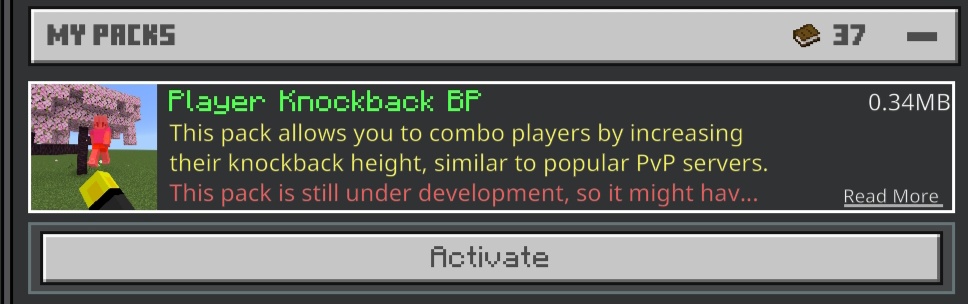 MY PACKS
37
Player Knockback BP
0.34MB
This pack allows you to combo players by increasing
their knockback height, similar to popular PvP servers.
This pack is still under development, so it might hav...
Read More
Activate